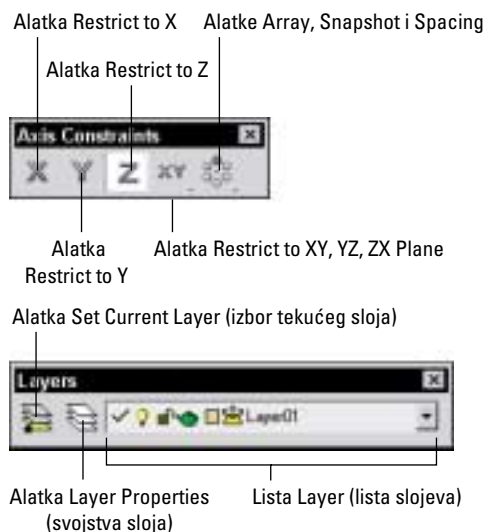 Alatka Restrict to X
Alatke Array, Snapshot i Spacing
Alatka Restrict to Z
Axis Constraints
X Y Z XY
Alatka
Restrict to Y
Alatka Restrict to XY, YZ, ZX Plane
Alatka Set Current Layer (izbor tekućeg sloja)
Layers
Layer01
Alatka Layer Properties
(svojstva sloja)
Lista Layer (lista slojeva)